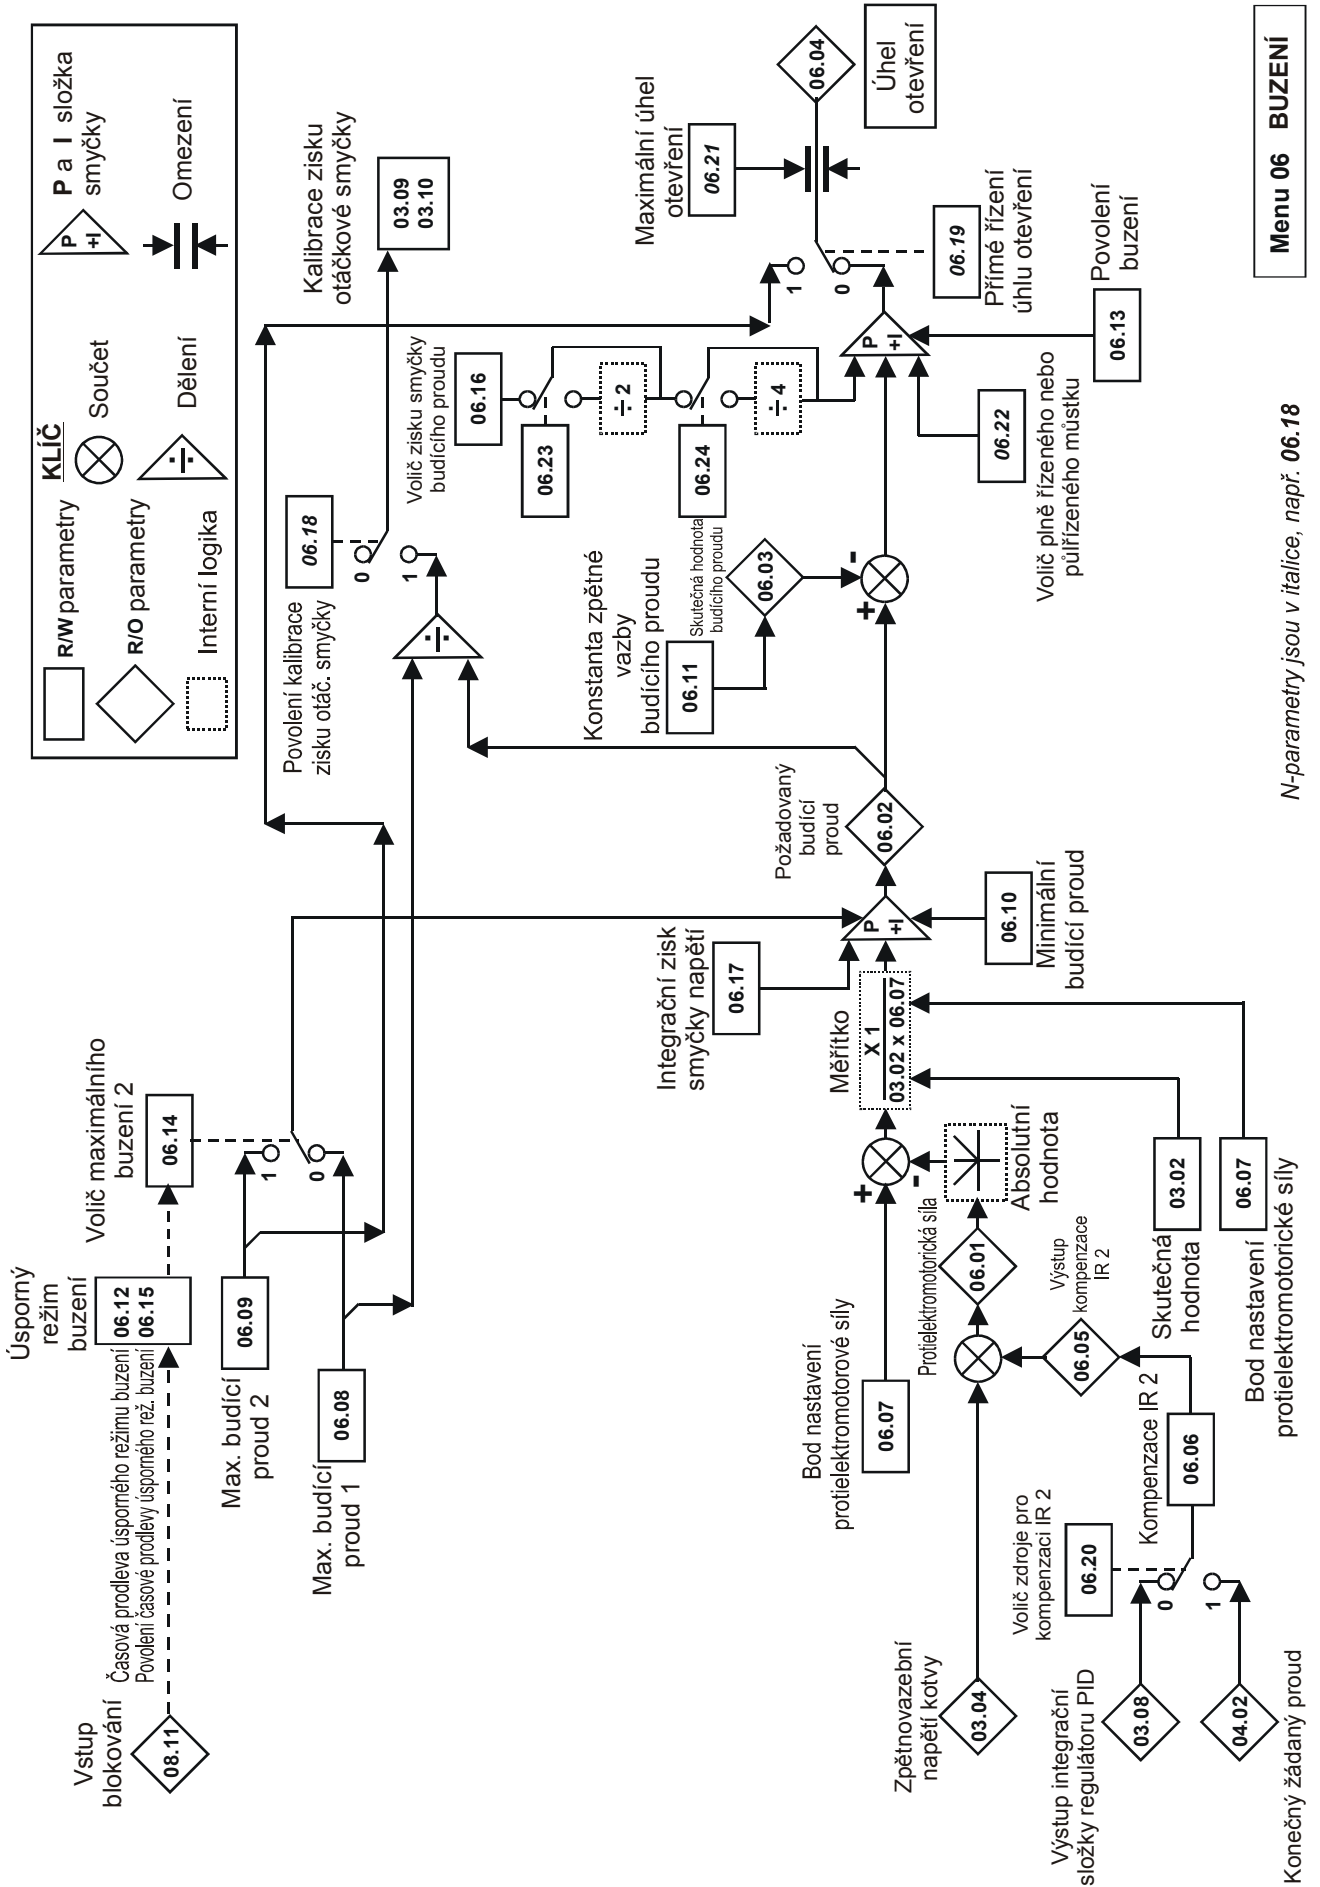 KLÍČ
R/W parametry
R/O parametry
Interní logika
Součet
÷
Dělení
P
+I
P a I složka
smyčky
Omezení
Vstup
blokování
08.11
Časová prodleva úsporného režimu buzení
Povolení časové prodlevy úsporného rež. buzení
Úsporný
režim
buzení
06.12
06.15
Volič maximálního
buzení 2
06.14
1
0
Max. budící
proud 2
06.09
Max. budící
proud 1
06.08
Povolení kalibrace
zisku otáč. smyčky
06.18
0
1
÷
Kalibrace zisku
otáčkové smyčky
03.09
03.10
Volič zisku smyčky
budícího proudu
06.16
06.23
÷ 2
06.24
÷ 4
Konstanta zpětné
vazby
budícího proudu
06.11
Skutečná hodnota
budícího proudu
06.03
Maximální úhel
otevření
06.21
06.04
Úhel
otevření
1
0
06.19
Přímé řízení
úhlu otevření
P
+I
Povolení
buzení
06.13
06.22
Volič plně řízeného nebo
půlřízeného můstku
+
-
Požadovaný
budící
proud
06.02
Integrační zisk
smyčky napětí
06.17
P
+I
06.10
Minimální
budící proud
Měřítko
X 1
03.02 x 06.07
Bod nastavení
protielektromotorové síly
06.07
+
-
Absolutní
hodnota
Protielektromotorická síla
06.01
Výstup
kompenzace
IR 2
06.05
Zpětnovazební
napětí kotvy
03.04
Kompenzace IR 2
06.06
Volič zdroje pro
kompenzaci IR 2
06.20
0
1
Výstup integrační
složky regulátoru PID
03.08
04.02
Konečný žádaný proud
Skutečná
hodnota
03.02
Bod nastavení
protielektromotorické síly
06.07
N-parametry jsou v italice, např. 06.18
Menu 06 BUZENÍ